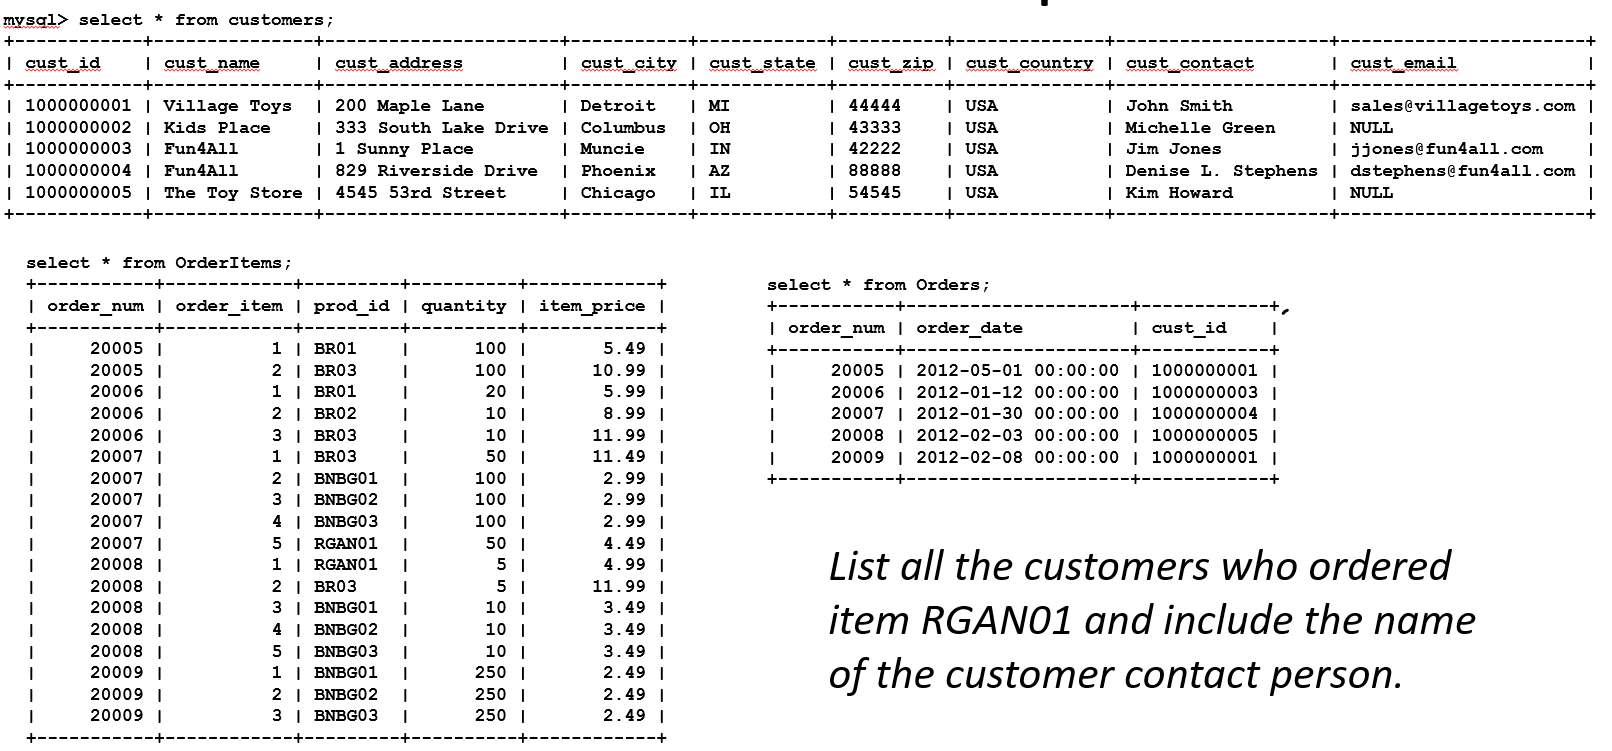 mysql> select * from customers;
+------------+---------------+----------------------+-----------+------------+----------+--------------+--------------------+-----------------------+
| cust_id | cust_name | cust_address | cust_city | cust_state | cust_zip | cust_country | cust_contact | cust_email |
+------------+---------------+----------------------+-----------+------------+----------+--------------+--------------------+-----------------------+
| 1000000001 | Village Toys | 200 Maple Lane | Detroit | MI | 44444 | USA | John Smith | sales@villagetoys.com |
| 1000000002 | Kids Place | 333 South Lake Drive | Columbus | OH | 43333 | USA | Michelle Green | NULL |
| 1000000003 | Fun4All | 1 Sunny Place | Muncie | IN | 42222 | USA | Jim Jones | jjones@fun4all.com |
| 1000000004 | Fun4All | 829 Riverside Drive | Phoenix | AZ | 88888 | USA | Denise L. Stephens | dstephens@fun4all.com |
| 1000000005 | The Toy Store | 4545 53rd Street | Chicago | IL | 54545 | USA | Kim Howard | NULL |
+------------+---------------+----------------------+-----------+------------+----------+--------------+--------------------+-----------------------+
select * from OrderItems;
+-----------+------------+---------+----------+------------+
| order_num | order_item | prod_id | quantity | item_price |
+-----------+------------+---------+----------+------------+
| 20005 | 1 | BR01 | 100 | 5.49 |
| 20005 | 2 | BR03 | 100 | 10.99 |
| 20006 | 1 | BR01 | 20 | 5.99 |
| 20006 | 2 | BR02 | 10 | 8.99 |
| 20006 | 3 | BR03 | 10 | 11.99 |
| 20007 | 1 | BR03 | 50 | 11.49 |
| 20007 | 2 | BNBG01 | 100 | 2.99 |
| 20007 | 3 | BNBG02 | 100 | 2.99 |
| 20007 | 4 | BNBG03 | 100 | 2.99 |
| 20007 | 5 | RGAN01 | 50 | 4.49 |
| 20008 | 1 | RGAN01 | 5 | 4.99 |
| 20008 | 2 | BR03 | 5 | 11.99 |
| 20008 | 3 | BNBG01 | 10 | 3.49 |
| 20008 | 4 | BNBG02 | 10 | 3.49 |
| 20008 | 5 | BNBG03 | 10 | 3.49 |
| 20009 | 1 | BNBG01 | 250 | 2.49 |
| 20009 | 2 | BNBG02 | 250 | 2.49 |
| 20009 | 3 | BNBG03 | 250 | 2.49 |
+-----------+------------+---------+----------+------------+
select * from Orders;
+-----------+---------------------+------------+
| order_num | order_date | cust_id |
+-----------+---------------------+------------+
| 20005 | 2012-05-01 00:00:00 | 1000000001 |
| 20006 | 2012-01-12 00:00:00 | 1000000003 |
| 20007 | 2012-01-30 00:00:00 | 1000000004 |
| 20008 | 2012-02-03 00:00:00 | 1000000005 |
| 20009 | 2012-02-08 00:00:00 | 1000000001 |
+-----------+---------------------+------------+
List all the customers who ordered
item RGAN01 and include the name
of the customer contact person.